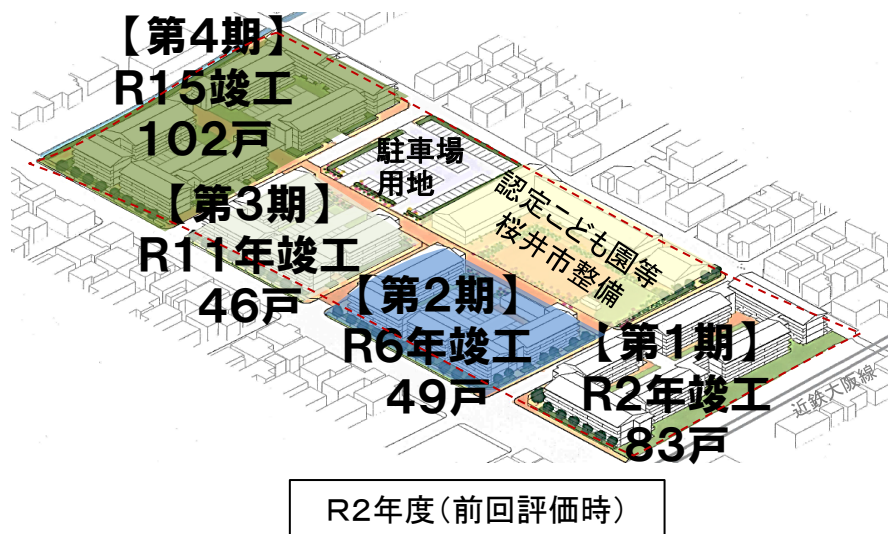 【第4期】
R15竣工
102戸
駐車場
用地
認定こども園等
桜井市整備
【第3期】
R11年竣工
46戸
【第2期】
R6年竣工
49戸
【第1期】
R2年竣工
83戸
近鉄大阪線
R2年度(前回評価時)